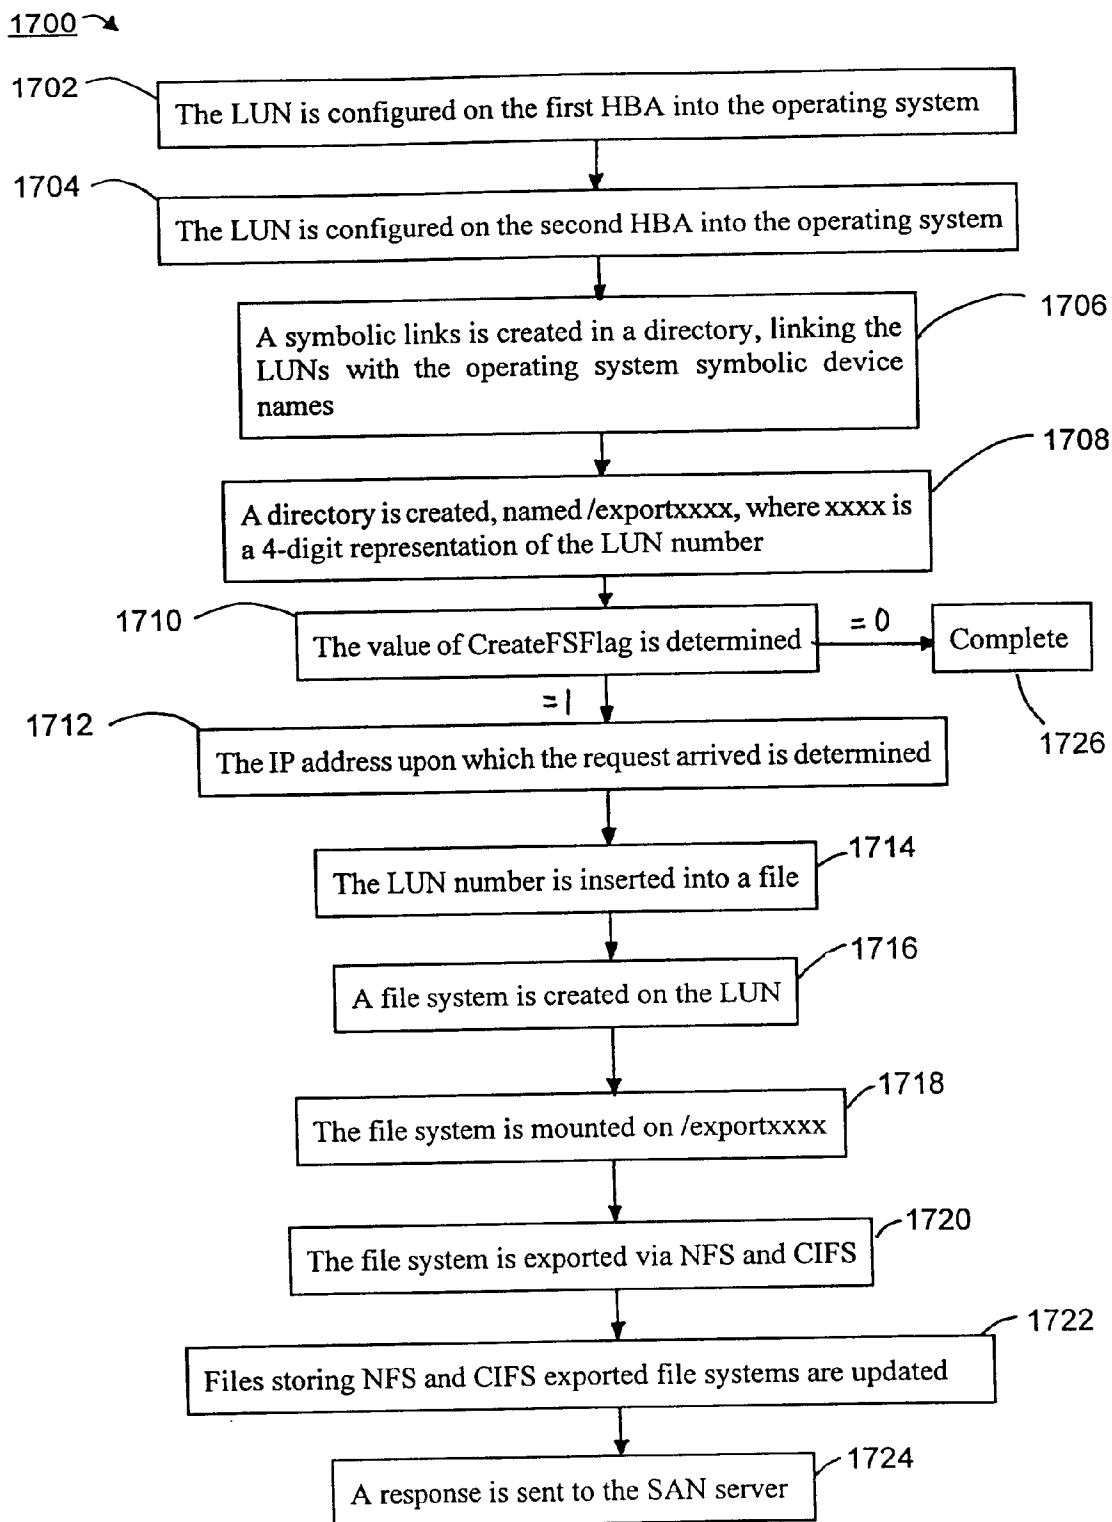 1700
1702
The LUN is configured on the first HBA into the operating system
1704
The LUN is configured on the second HBA into the operating system
1706
A symbolic links is created in a directory, linking the
LUNs with the operating system symbolic device
names
1708
A directory is created, named /exportxxxx, where xxxx is
a 4-digit representation of the LUN number
1710
The value of CreateFSFlag is determined
=0
Complete
1726
=1
1712
The IP address upon which the request arrived is determined
1714
The LUN number is inserted into a file
1716
A file system is created on the LUN
1718
The file system is mounted on /exportxxxx
1720
The file system is exported via NFS and CIFS
1722
Files storing NFS and CIFS exported file systems are updated
1724
A response is sent to the SAN server